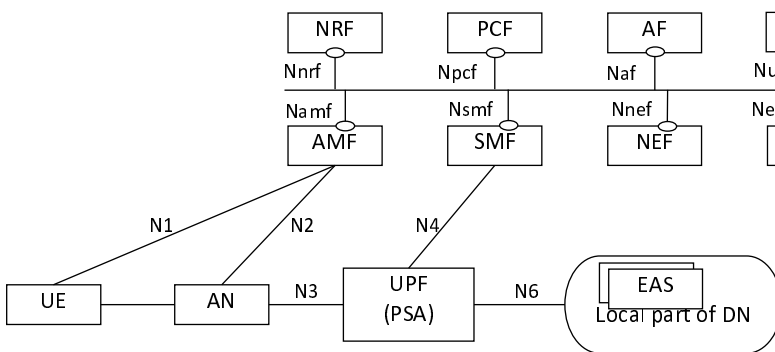 NRF
PCF
AF
Nnrf
Npcf
Naf
Nu
Namf
Nsmf
Nnef
Ne
AMF
SMF
NEF
N1
N2
N4
UE
AN
N3
UPF
(PSA)
N6
EAS
Local part of DN